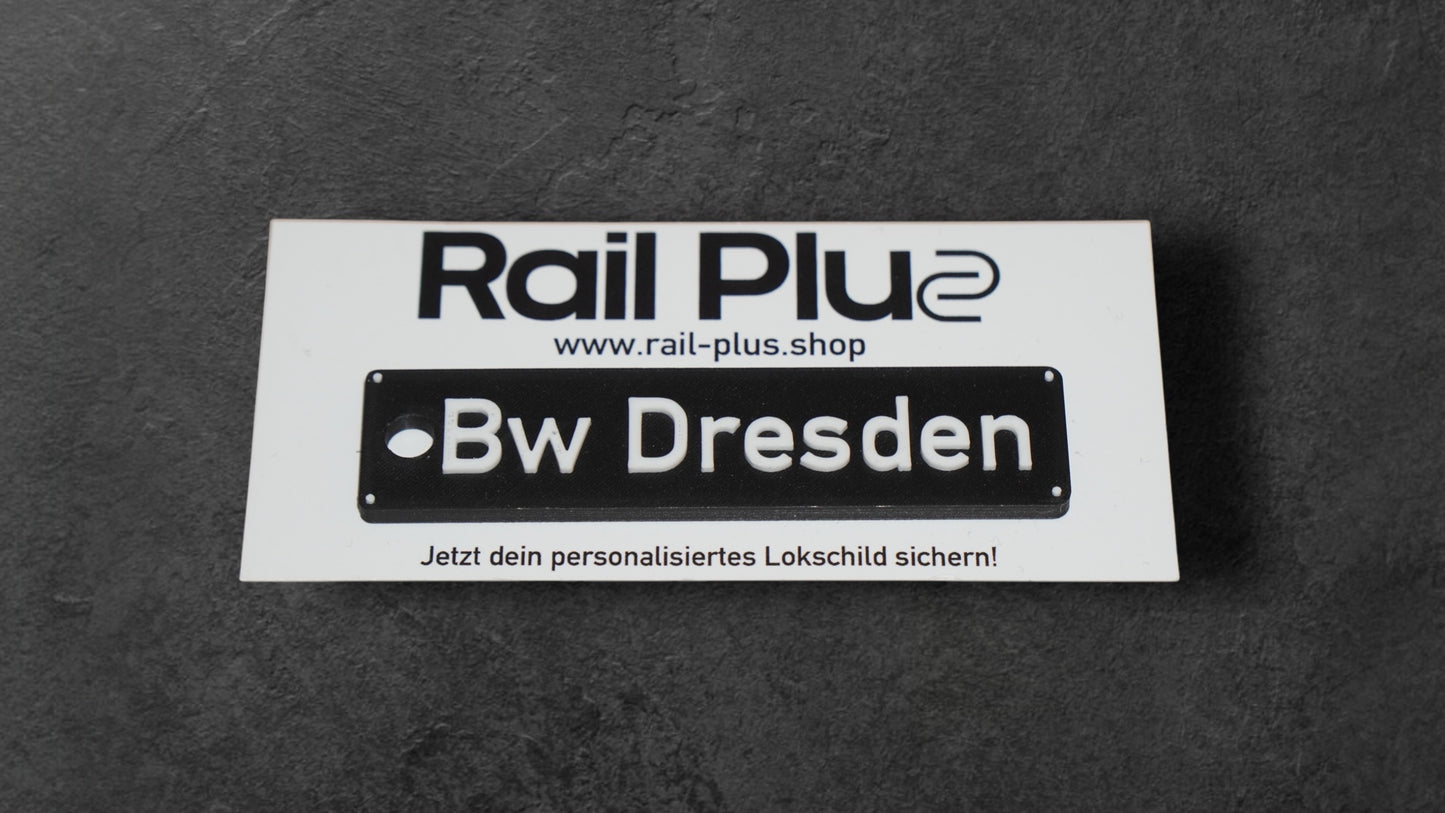 Rail Plus
www.rail-plus.shop
Bw Dresden
Jetzt dein personalisiertes Lokschild sichern!